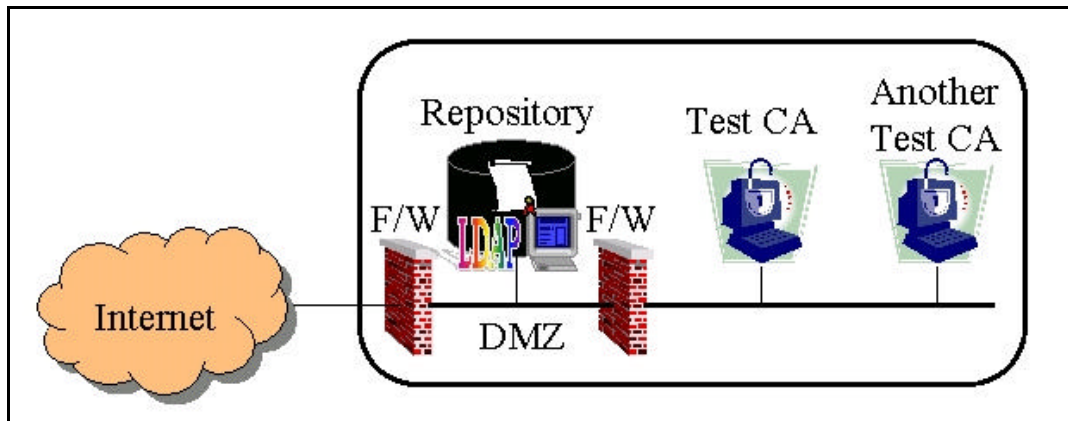 Repository
Test CA
Another
Test CA
F/W
F/W
LDAP
Internet
DMZ